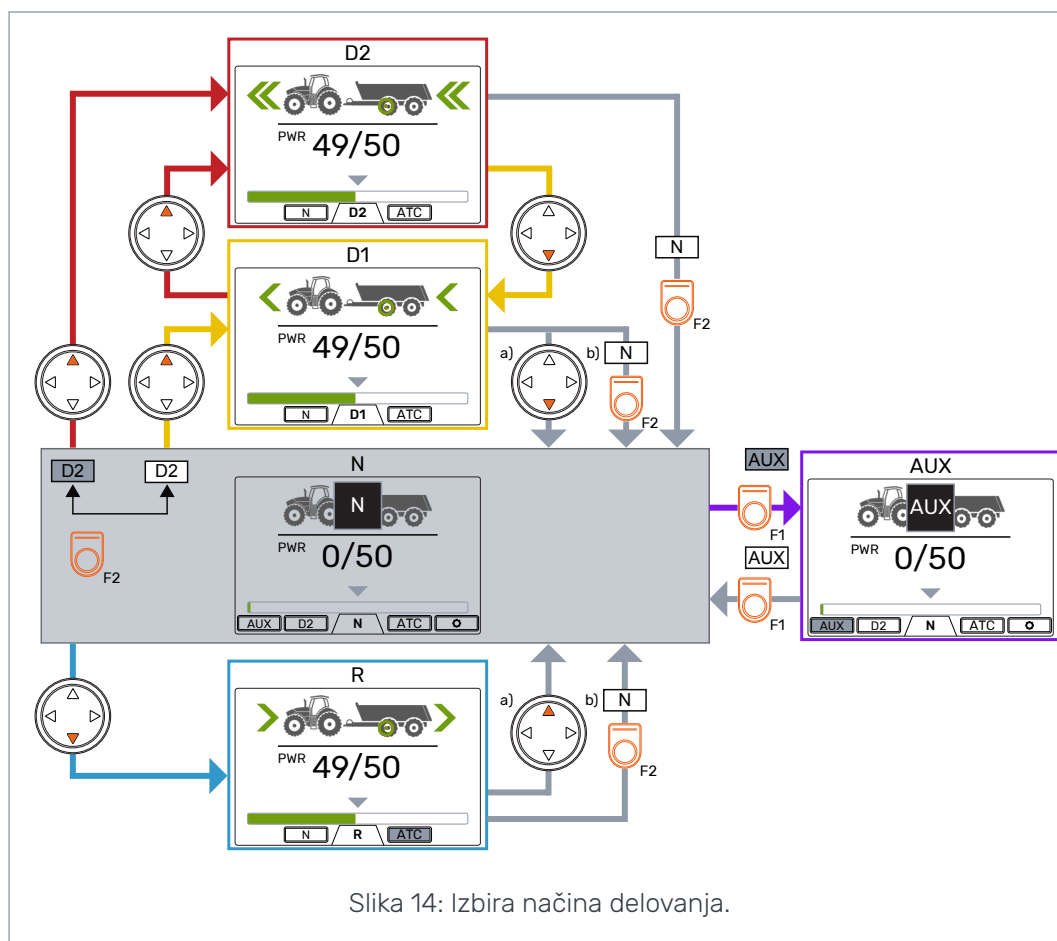 D2
PWR 49/50
N D2 ATC
D1
PWR 49/50
N D1 ATC
N
F2
a)
b) N
F2
D2 D2
F2
N
N
PWR 0/50
AUX D2 N ATC
AUX
F1
AUX
F1
AUX
AUX
PWR 0/50
AUX D2 N ATC
R
PWR 49/50
N R ATC
a)
b) N
F2
Slika 14: Izbira načina delovanja.